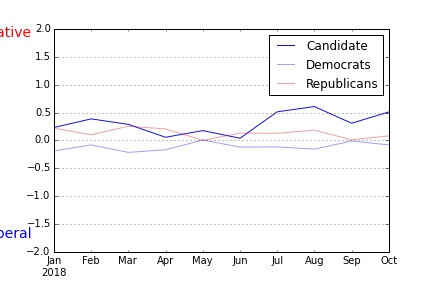 2.0
ative
Candidate
Democrats
Republicans
1.5
1.0
0.5
0.0
−0.5
−1.0
−1.5
beral
−2.0
Jan Feb Mar Apr May Jun Jul Aug Sep Oct
2018